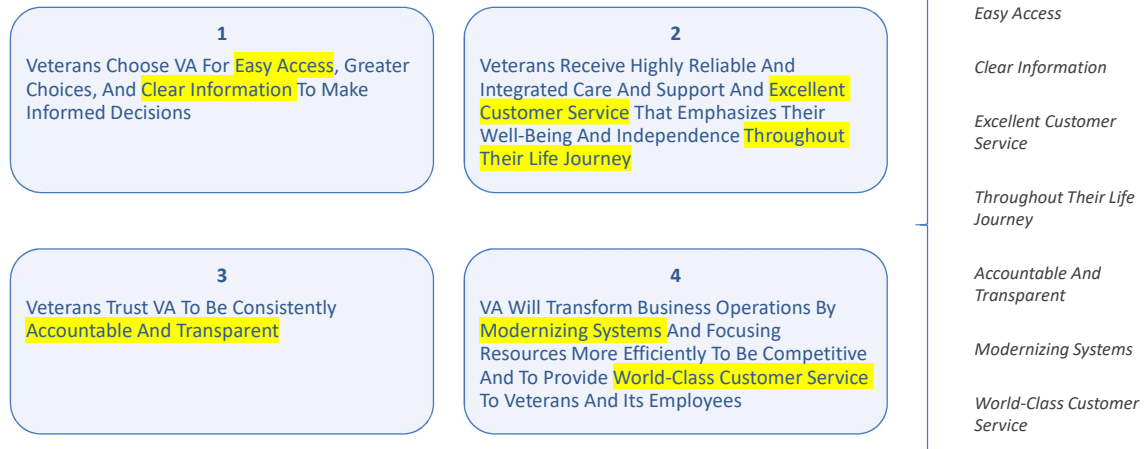 1
Veterans Choose VA For Easy Access, Greater
Choices, And Clear Information To Make
Informed Decisions
2
Veterans Receive Highly Reliable And
Integrated Care And Support And Excellent
Customer Service That Emphasizes Their
Well-Being And Independence Throughout
Their Life Journey
3
Veterans Trust VA To Be Consistently
Accountable And Transparent
4
VA Will Transform Business Operations By
Modernizing Systems And Focusing
Resources More Efficiently To Be Competitive
And To Provide World-Class Customer Service
To Veterans And Its Employees
Easy Access
Clear Information
Excellent Customer
Service
Throughout Their Life
Journey
Accountable And
Transparent
Modernizing Systems
World-Class Customer
Service